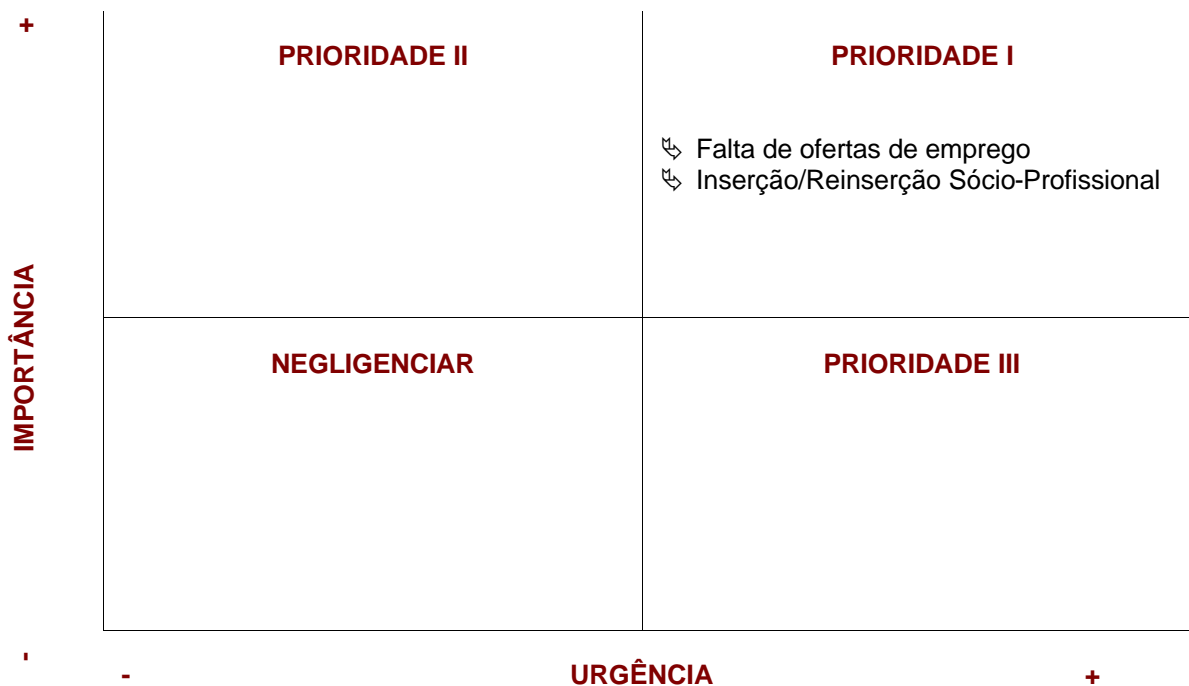 +
PRIORIDADE II
PRIORIDADE I
Falta de ofertas de emprego
Inserção/Reinserção Sócio-Profissional
IMPORTÂNCIA
NEGLIGENCIAR
PRIORIDADE III
-
-
URGÊNCIA
+